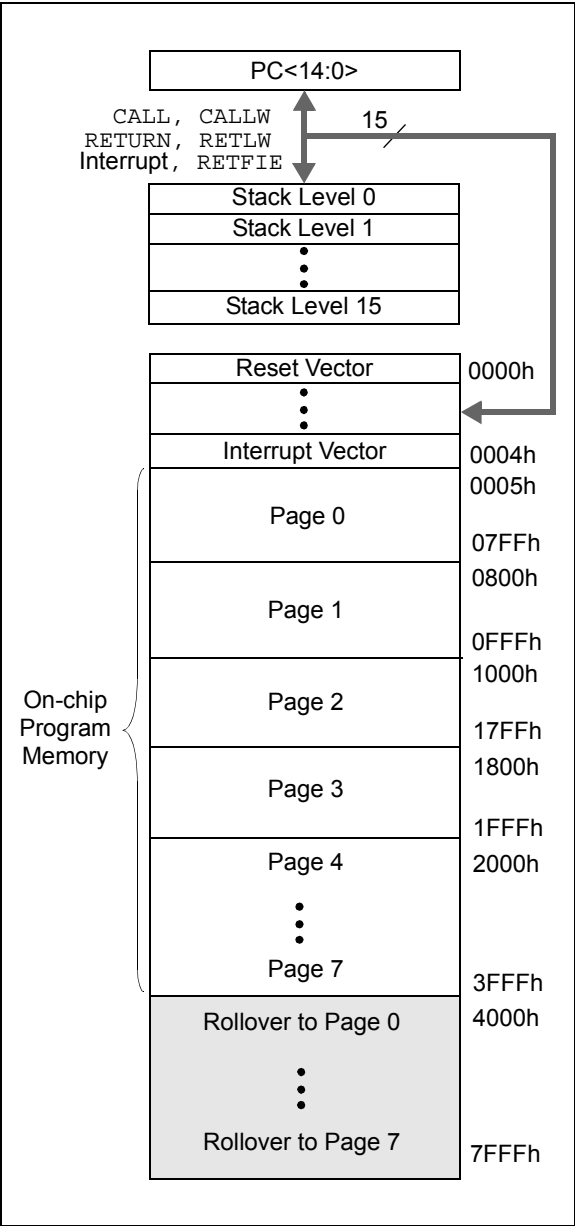 PC<14:0>
CALL, CALLW
RETURN, RETLW
Interrupt, RETFIE
15
Stack Level 0
Stack Level 1
Stack Level 15
Reset Vector
0000h
Interrupt Vector
0004h
0005h
Page 0
07FFh
0800h
Page 1
0FFFh
1000h
Page 2
17FFh
1800h
Page 3
1FFFh
On-chip
Program
Memory
Page 4
2000h
Page 7
3FFFh
Rollover to Page 0
4000h
Rollover to Page 7
7FFFh